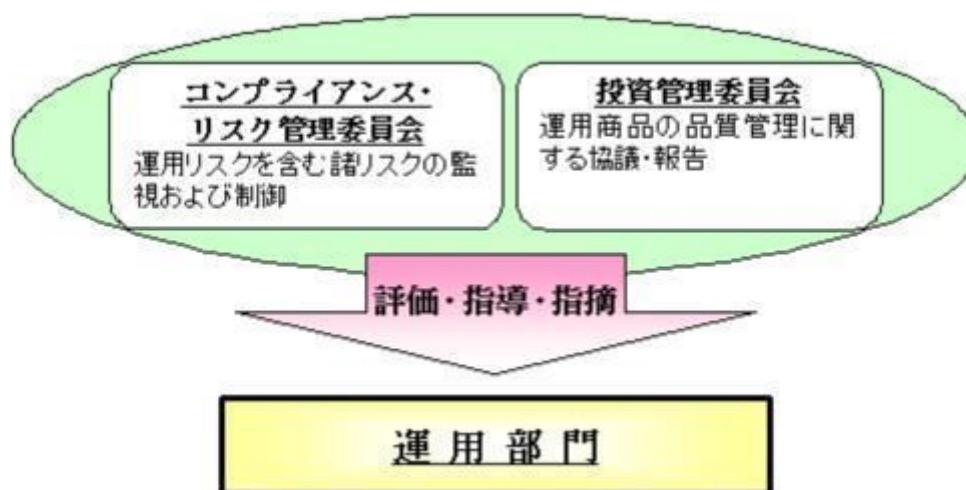 コンプライアンス・
リスク管理委員会
運用リスクを含む諸リスクの監
視および制御
投資管理委員会
運用商品の品質管理に関
する協議・報告
評価・指導・指摘
運用部門